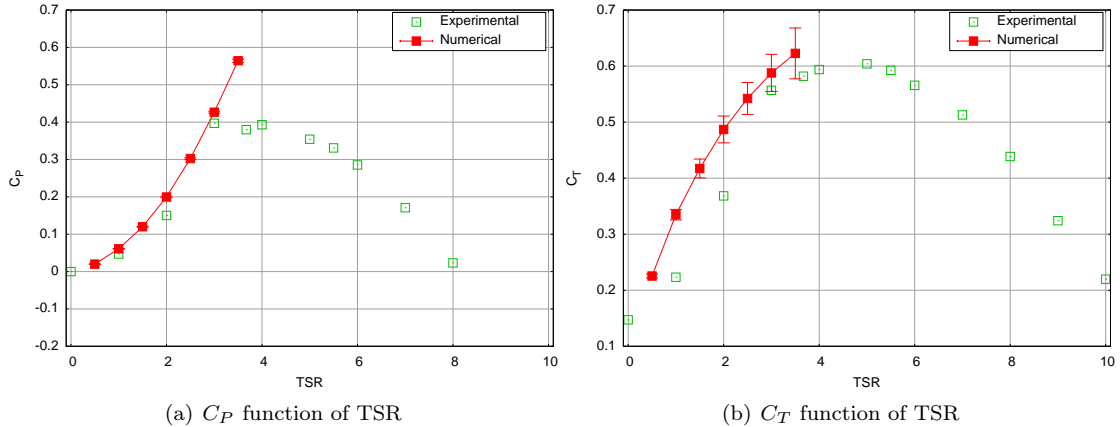 0.7
0.6
0.5
0.4
0.3
0.2
0.1
0
-0.1
-0.2
C_P
0 2 4 6 8 10
TSR
Experimental
Numerical
(a) C_P function of TSR
0.7
0.6
0.5
0.4
0.3
0.2
0.1
C_T
0 2 4 6 8 10
TSR
Experimental
Numerical
(b) C_T function of TSR